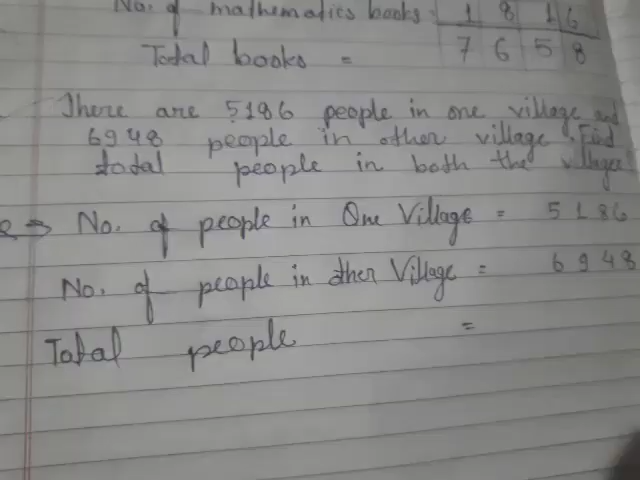 No. of mathematics books 1 8 1 6
Total books = 7 6 5 8
There are 5186 people in one village and
6948 people in other village. Find
total people in both the villages
No. of people in One Village = 5 1 8 6
No. of people in other Village = 6 9 4 8
Total people =